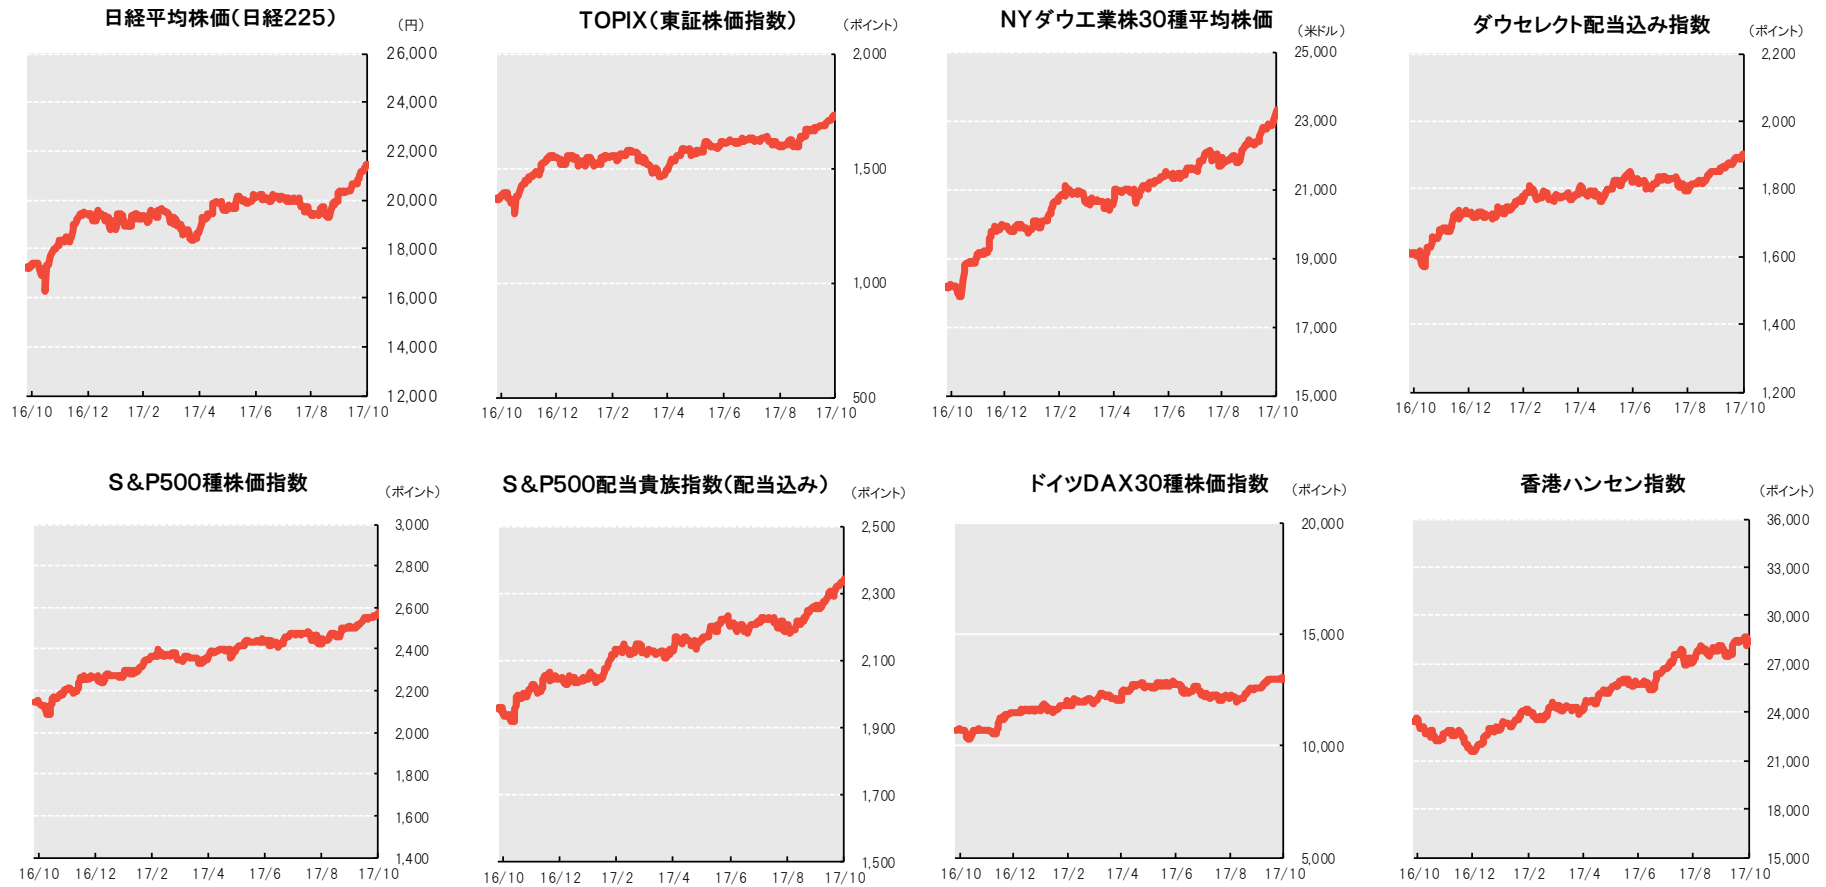 日経平均株価(日経225)
(円)
26,000
24,000
22,000
20,000
18,000
16,000
14,000
12,000
16/10 16/12 17/2 17/4 17/6 17/8 17/10
TOPIX(東証株価指数)
(ポイント)
2,000
1,500
1,000
500
16/10 16/12 17/2 17/4 17/6 17/8 17/10
NYダウ工業株30種平均株価
(米ドル)
25,000
23,000
21,000
19,000
17,000
15,000
16/10 16/12 17/2 17/4 17/6 17/8 17/10
ダウセレクト配当込み指数
(ポイント)
2,200
2,000
1,800
1,600
1,400
1,200
16/10 16/12 17/2 17/4 17/6 17/8 17/10
S&P500種株価指数
(ポイント)
3,000
2,800
2,600
2,400
2,200
2,000
1,800
1,600
1,400
16/10 16/12 17/2 17/4 17/6 17/8 17/10
S&P500配当貴族指数(配当込み)
(ポイント)
2,500
2,300
2,100
1,900
1,700
1,500
16/10 16/12 17/2 17/4 17/6 17/8 17/10
ドイツDAX30種株価指数
(ポイント)
20,000
15,000
10,000
5,000
16/10 16/12 17/2 17/4 17/6 17/8 17/10
香港ハンセン指数
(ポイント)
36,000
33,000
30,000
27,000
24,000
21,000
18,000
15,000
16/10 16/12 17/2 17/4 17/6 17/8 17/10